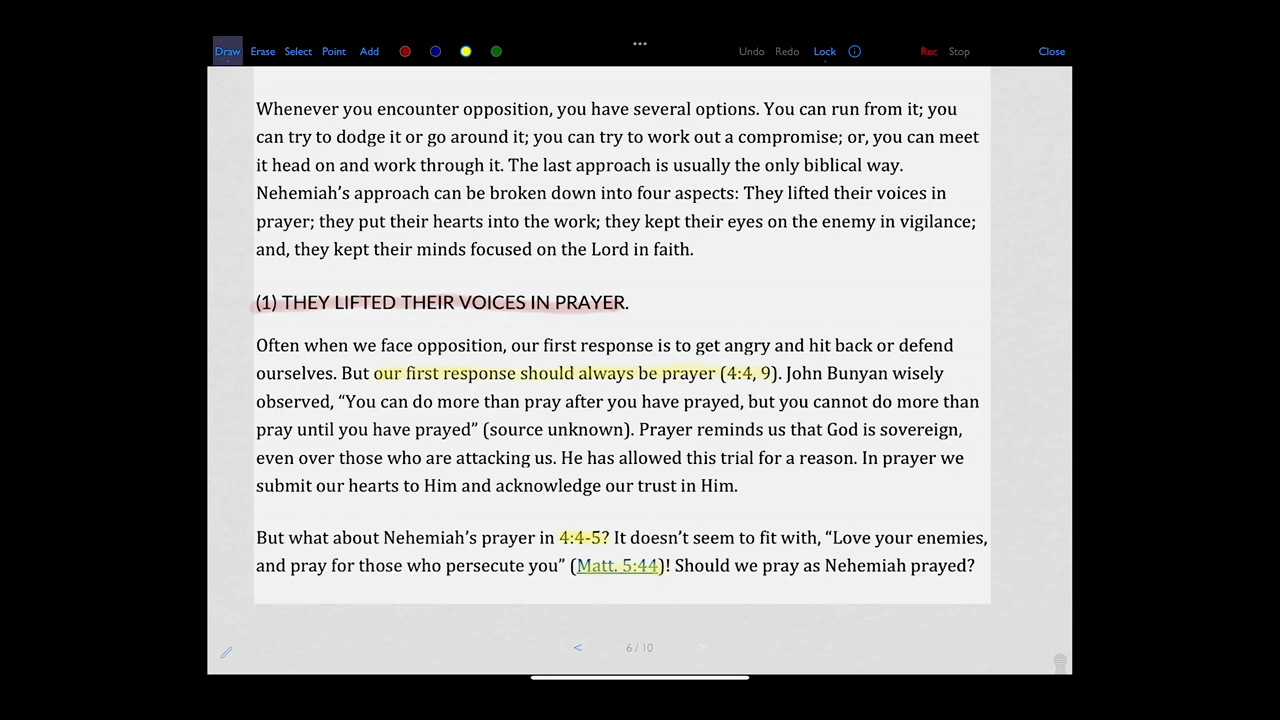 Draw Erase Select Point Add Undo Redo Lock Rec Stop Close
Whenever you encounter opposition, you have several options. You can run from it; you
can try to dodge it or go around it; you can try to work out a compromise; or, you can meet
it head on and work through it. The last approach is usually the only biblical way.
Nehemiah’s approach can be broken down into four aspects: They lifted their voices in
prayer; they put their hearts into the work; they kept their eyes on the enemy in vigilance;
and, they kept their minds focused on the Lord in faith.
(1) THEY LIFTED THEIR VOICES IN PRAYER.
Often when we face opposition, our first response is to get angry and hit back or defend
ourselves. But our first response should always be prayer (4:4, 9). John Bunyan wisely
observed, “You can do more than pray after you have prayed, but you cannot do more than
pray until you have prayed” (source unknown). Prayer reminds us that God is sovereign,
even over those who are attacking us. He has allowed this trial for a reason. In prayer we
submit our hearts to Him and acknowledge our trust in Him.
But what about Nehemiah’s prayer in 4:4-5? It doesn’t seem to fit with, “Love your enemies,
and pray for those who persecute you” (Matt. 5:44)! Should we pray as Nehemiah prayed?
< 6 / 10 >